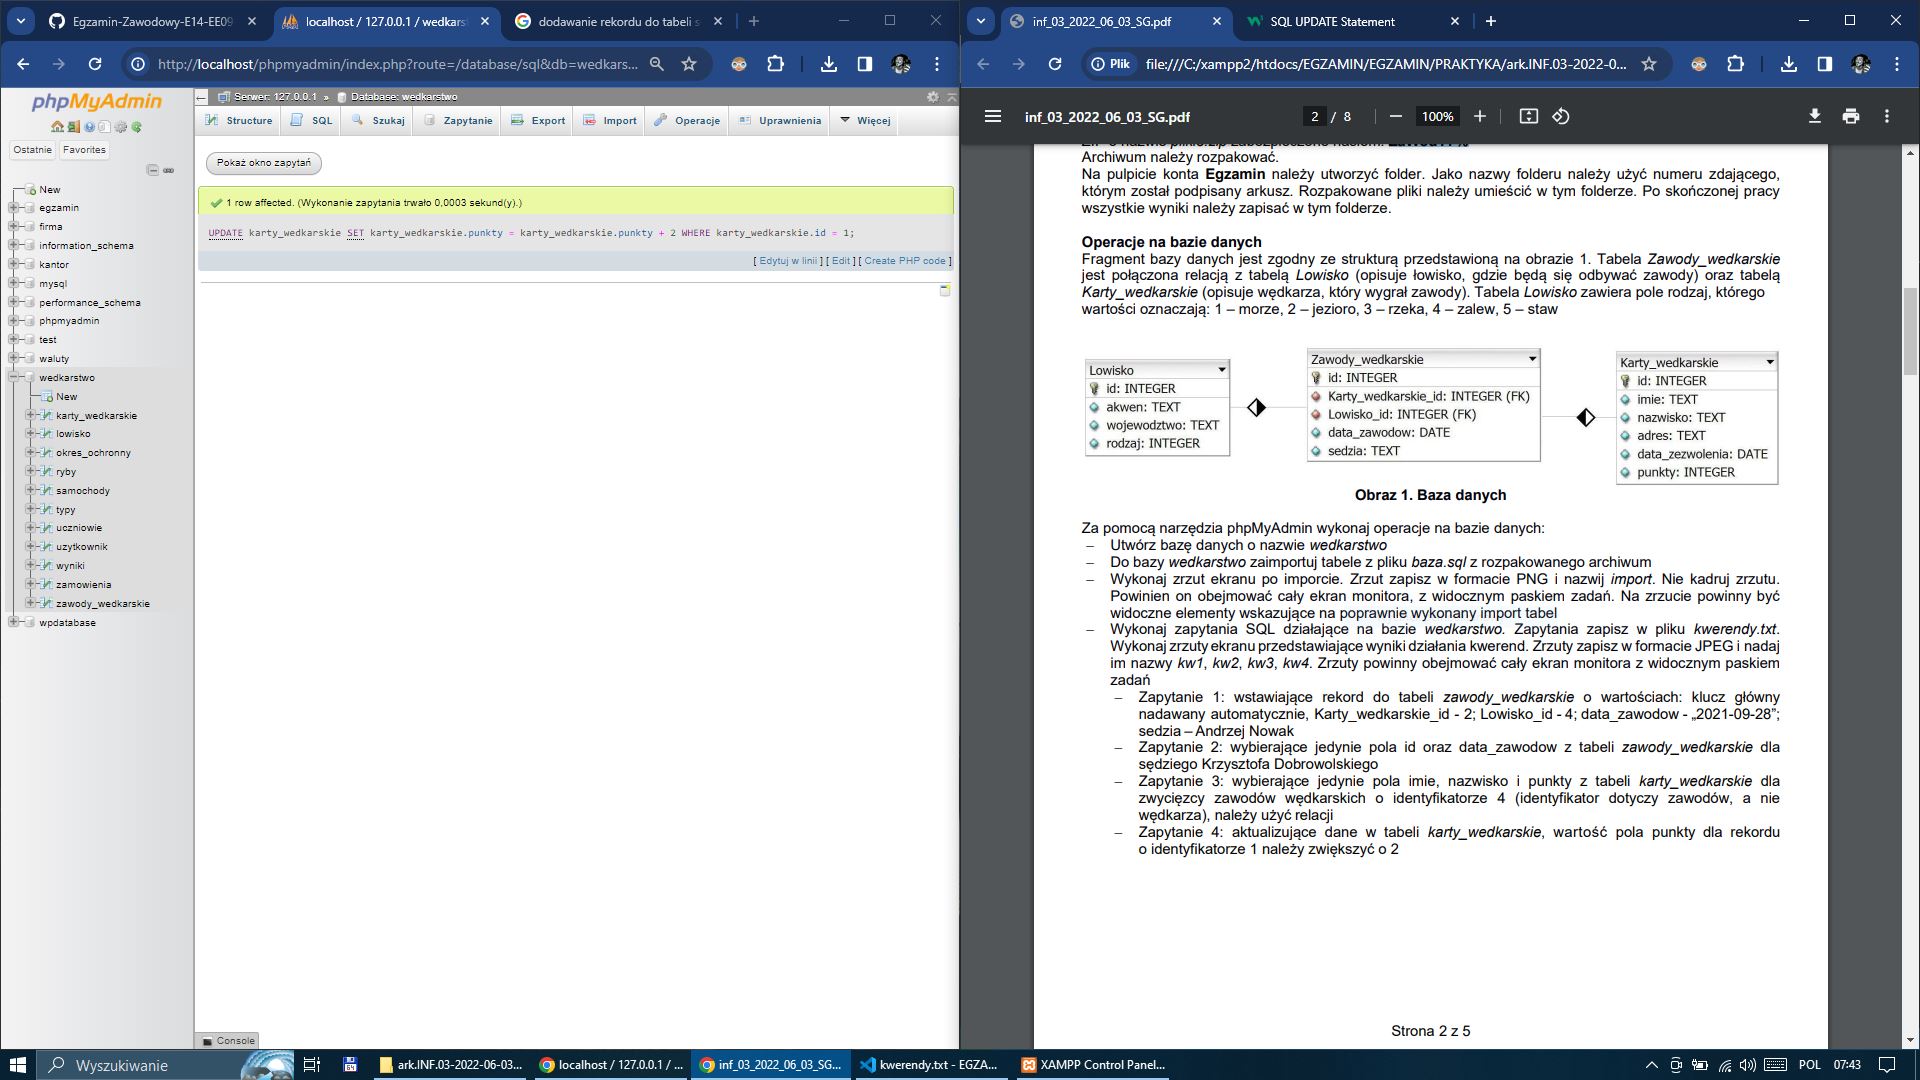 Egzamin-Zawodowy-E14-EE09
localhost / 127.0.0.1 / wedkars
dodawanie rekordu do tabeli s
http://localhost/phpmyadmin/index.php?route=/database/sql&db=wedkars...
phpMyAdmin
Ostatnie Favorites
New
egzamin
firma
information_schema
kantor
mysql
performance_schema
phpmyadmin
test
waluty
wedkarstwo
New
karty_wedkarskie
lowisko
okres_ochronny
ryby
samochody
typy
uczniowie
uzytkownik
wyniki
zamowienia
zawody_wedkarskie
wpdatabase
Serwer: 127.0.0.1 » Database: wedkarstwo
Structure SQL Szukaj Zapytanie Export Import Operacje Uprawnienia Więcej
Pokaż okno zapytań
1 row affected. (Wykonanie zapytania trwało 0,0003 sekund(y).)
UPDATE karty_wedkarskie SET karty_wedkarskie.punkty = karty_wedkarskie.punkty + 2 WHERE karty_wedkarskie.id = 1;
[ Edytuj w linii ] [ Edit ] [ Create PHP code ]
Console
inf_03_2022_06_03_SG.pdf
SQL UPDATE Statement
Plik file:///C:/xampp2/htdocs/EGZAMIN/EGZAMIN/PRAKTYKA/ark.INF.03-2022-0...
inf_03_2022_06_03_SG.pdf 2 / 8 100%
Archiwum należy rozpakować.
Na pulpicie konta Egzamin należy utworzyć folder. Jako nazwy folderu należy użyć numeru zdającego,
którym został podpisany arkusz. Rozpakowane pliki należy umieścić w tym folderze. Po skończonej pracy
wszystkie wyniki należy zapisać w tym folderze.
Operacje na bazie danych
Fragment bazy danych jest zgodny ze strukturą przedstawioną na obrazie 1. Tabela Zawody_wedkarskie
jest połączona relacją z tabelą Lowisko (opisuje łowisko, gdzie będą się odbywać zawody) oraz tabelą
Karty_wedkarskie (opisuje wędkarza, który wygrał zawody). Tabela Lowisko zawiera pole rodzaj, którego
wartości oznaczają: 1 – morze, 2 – jezioro, 3 – rzeka, 4 – zalew, 5 – staw
Lowisko
id: INTEGER
akwen: TEXT
wojewodztwo: TEXT
rodzaj: INTEGER
Zawody_wedkarskie
id: INTEGER
Karty_wedkarskie_id: INTEGER (FK)
Lowisko_id: INTEGER (FK)
data_zawodow: DATE
sedzia: TEXT
Karty_wedkarskie
id: INTEGER
imie: TEXT
nazwisko: TEXT
adres: TEXT
data_zezwolenia: DATE
punkty: INTEGER
Obraz 1. Baza danych
Za pomocą narzędzia phpMyAdmin wykonaj operacje na bazie danych:
– Utwórz bazę danych o nazwie wedkarstwo
– Do bazy wedkarstwo zaimportuj tabele z pliku baza.sql z rozpakowanego archiwum
– Wykonaj zrzut ekranu po imporcie. Zrzut zapisz w formacie PNG i nazwij import. Nie kadruj zrzutu.
Powinien on obejmować cały ekran monitora, z widocznym paskiem zadań. Na zrzucie powinny być
widoczne elementy wskazujące na poprawnie wykonany import tabel
– Wykonaj zapytania SQL działające na bazie wedkarstwo. Zapytania zapisz w pliku kwerendy.txt.
Wykonaj zrzuty ekranu przedstawiające wyniki działania kwerend. Zrzuty zapisz w formacie JPEG i nadaj
im nazwy kw1, kw2, kw3, kw4. Zrzuty powinny obejmować cały ekran monitora z widocznym paskiem
zadań
– Zapytanie 1: wstawiające rekord do tabeli zawody_wedkarskie o wartościach: klucz główny
nadawany automatycznie, Karty_wedkarskie_id - 2; Lowisko_id - 4; data_zawodow - „2021-09-28”;
sedzia – Andrzej Nowak
– Zapytanie 2: wybierające jedynie pola id oraz data_zawodow z tabeli zawody_wedkarskie dla
sędziego Krzysztofa Dobrowolskiego
– Zapytanie 3: wybierające jedynie pola imie, nazwisko i punkty z tabeli karty_wedkarskie dla
zwycięzcy zawodów wędkarskich o identyfikatorze 4 (identyfikator dotyczy zawodów, a nie
wędkarza), należy użyć relacji
– Zapytanie 4: aktualizujące dane w tabeli karty_wedkarskie, wartość pola punkty dla rekordu
o identyfikatorze 1 należy zwiększyć o 2
Strona 2 z 5
Wyszukiwanie
ark.INF.03-2022-06-03...
localhost / 127.0.0.1 / ...
inf_03_2022_06_03_SG...
kwerendy.txt - EGZA...
XAMPP Control Panel...
POL 07:43